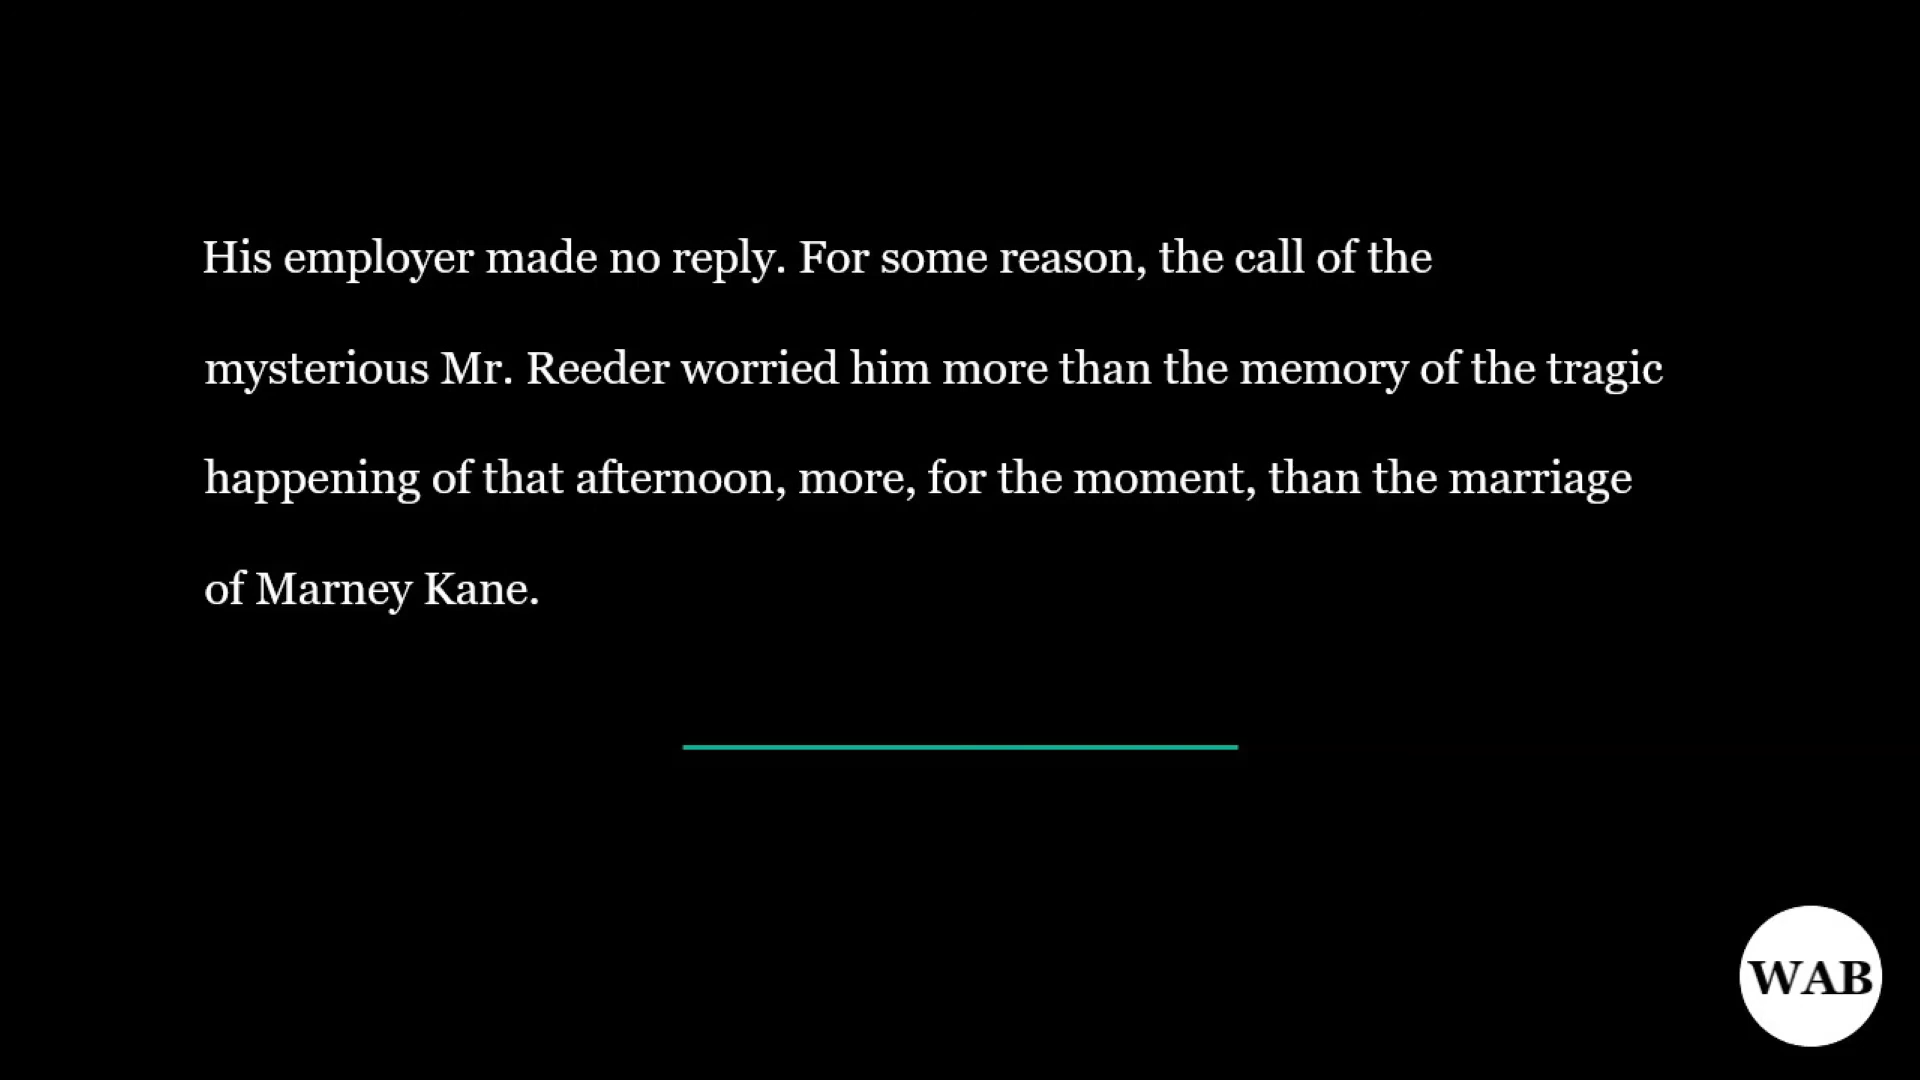 His employer made no reply. For some reason, the call of the
mysterious Mr. Reeder worried him more than the memory of the tragic
happening of that afternoon, more, for the moment, than the marriage
of Marney Kane.
WAB